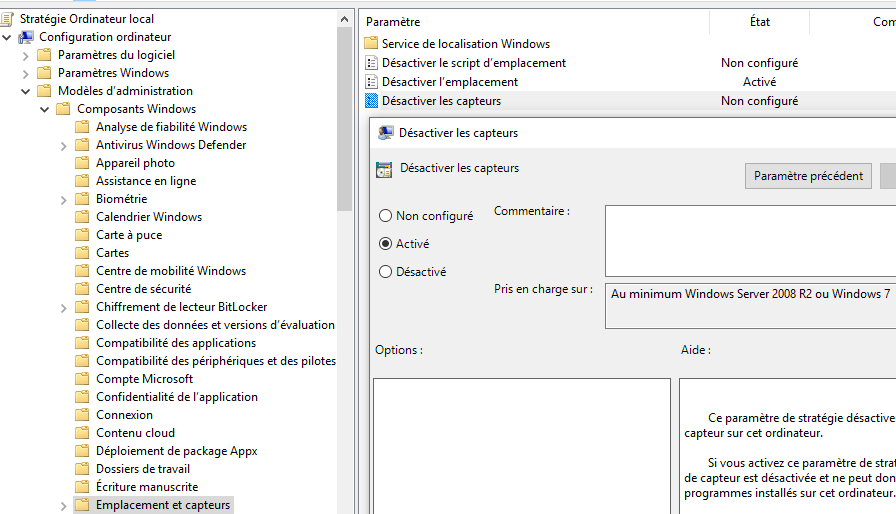 Stratégie Ordinateur local
Configuration ordinateur
Paramètres du logiciel
Paramètres Windows
Modèles d'administration
Composants Windows
Analyse de fiabilité Windows
Antivirus Windows Defender
Appareil photo
Assistance en ligne
Biométrie
Calendrier Windows
Carte à puce
Cartes
Centre de mobilité Windows
Centre de sécurité
Chiffrement de lecteur BitLocker
Collecte des données et versions d'évaluation
Compatibilité des applications
Compatibilité des périphériques et des pilotes
Compte Microsoft
Confidentialité de l'application
Connexion
Contenu cloud
Déploiement de package Appx
Dossiers de travail
Écriture manuscrite
Emplacement et capteurs
Paramètre État Com
Service de localisation Windows
Désactiver le script d'emplacement Non configuré
Désactiver l'emplacement Activé
Désactiver les capteurs Non configuré
Désactiver les capteurs
Désactiver les capteurs
Paramètre précédent
Non configuré
Activé
Désactivé
Commentaire :
Pris en charge sur :
Au minimum Windows Server 2008 R2 ou Windows 7
Options :
Aide :
Ce paramètre de stratégie désactive
capteur sur cet ordinateur.
Si vous activez ce paramètre de strat
de capteur est désactivée et ne peut don
programmes installés sur cet ordinateur.